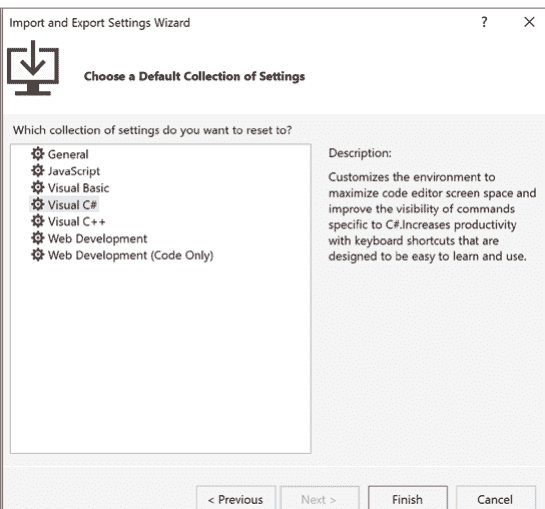 Import and Export Settings Wizard
?
Choose a Default Collection of Settings
Which collection of settings do you want to reset to?
General
JavaScript
Visual Basic
Visual C#
Visual C++
Web Development
Web Development (Code Only)
Description:
Customizes the environment to
maximize code editor screen space and
improve the visibility of commands
specific to C#.Increases productivity
with keyboard shortcuts that are
designed to be easy to learn and use.
< Previous
Next >
Finish
Cancel